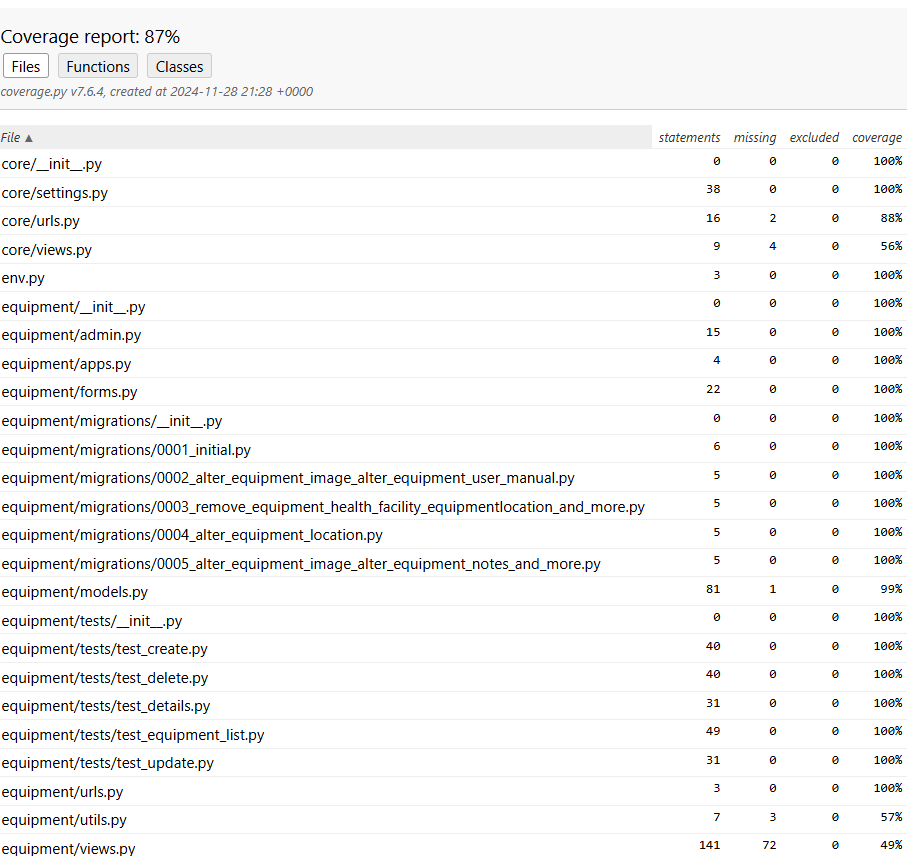 Coverage report: 87%
Files Functions Classes
coverage.py v7.6.4, created at 2024-11-28 21:28 +0000
File ▲ statements missing excluded coverage
core/__init__.py 0 0 0 100%
core/settings.py 38 0 0 100%
core/urls.py 16 2 0 88%
core/views.py 9 4 0 56%
env.py 3 0 0 100%
equipment/__init__.py 0 0 0 100%
equipment/admin.py 15 0 0 100%
equipment/apps.py 4 0 0 100%
equipment/forms.py 22 0 0 100%
equipment/migrations/__init__.py 0 0 0 100%
equipment/migrations/0001_initial.py 6 0 0 100%
equipment/migrations/0002_alter_equipment_image_alter_equipment_user_manual.py 5 0 0 100%
equipment/migrations/0003_remove_equipment_health_facility_equipmentlocation_and_more.py 5 0 0 100%
equipment/migrations/0004_alter_equipment_location.py 5 0 0 100%
equipment/migrations/0005_alter_equipment_image_alter_equipment_notes_and_more.py 5 0 0 100%
equipment/models.py 81 1 0 99%
equipment/tests/__init__.py 0 0 0 100%
equipment/tests/test_create.py 40 0 0 100%
equipment/tests/test_delete.py 40 0 0 100%
equipment/tests/test_details.py 31 0 0 100%
equipment/tests/test_equipment_list.py 49 0 0 100%
equipment/tests/test_update.py 31 0 0 100%
equipment/urls.py 3 0 0 100%
equipment/utils.py 7 3 0 57%
equipment/views.py 141 72 0 49%